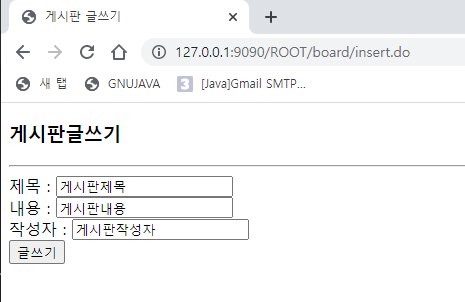 게시판 글쓰기
127.0.0.1:9090/ROOT/board/insert.do
새 탭 GNUJAVA 3 [Java]Gmail SMTP...
게시판글쓰기
제목 : 게시판제목
내용 : 게시판내용
작성자 : 게시판작성자
글쓰기